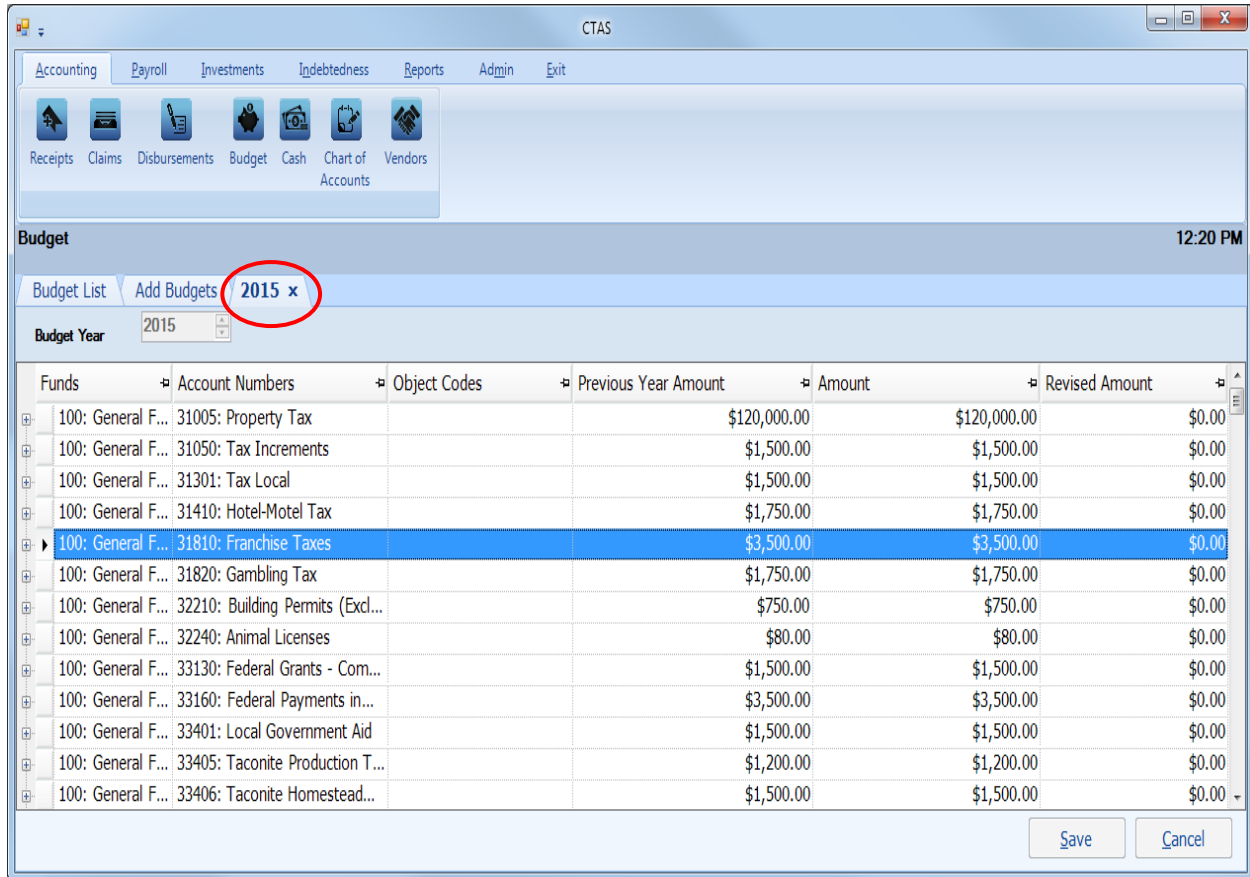 CTAS
Accounting Payroll Investments Indebtedness Reports Admin Exit
Receipts Claims Disbursements Budget Cash Chart of Accounts Vendors
Budget 12:20 PM
Budget List Add Budgets 2015 x
Budget Year 2015
Funds Account Numbers Object Codes Previous Year Amount Amount Revised Amount
100: General F... 31005: Property Tax $120,000.00 $120,000.00 $0.00
100: General F... 31050: Tax Increments $1,500.00 $1,500.00 $0.00
100: General F... 31301: Tax Local $1,500.00 $1,500.00 $0.00
100: General F... 31410: Hotel-Motel Tax $1,750.00 $1,750.00 $0.00
100: General F... 31810: Franchise Taxes $3,500.00 $3,500.00 $0.00
100: General F... 31820: Gambling Tax $1,750.00 $1,750.00 $0.00
100: General F... 32210: Building Permits (Excl... $750.00 $750.00 $0.00
100: General F... 32240: Animal Licenses $80.00 $80.00 $0.00
100: General F... 33130: Federal Grants - Com... $1,500.00 $1,500.00 $0.00
100: General F... 33160: Federal Payments in... $3,500.00 $3,500.00 $0.00
100: General F... 33401: Local Government Aid $1,500.00 $1,500.00 $0.00
100: General F... 33405: Taconite Production T... $1,200.00 $1,200.00 $0.00
100: General F... 33406: Taconite Homestead... $1,500.00 $1,500.00 $0.00
Save Cancel